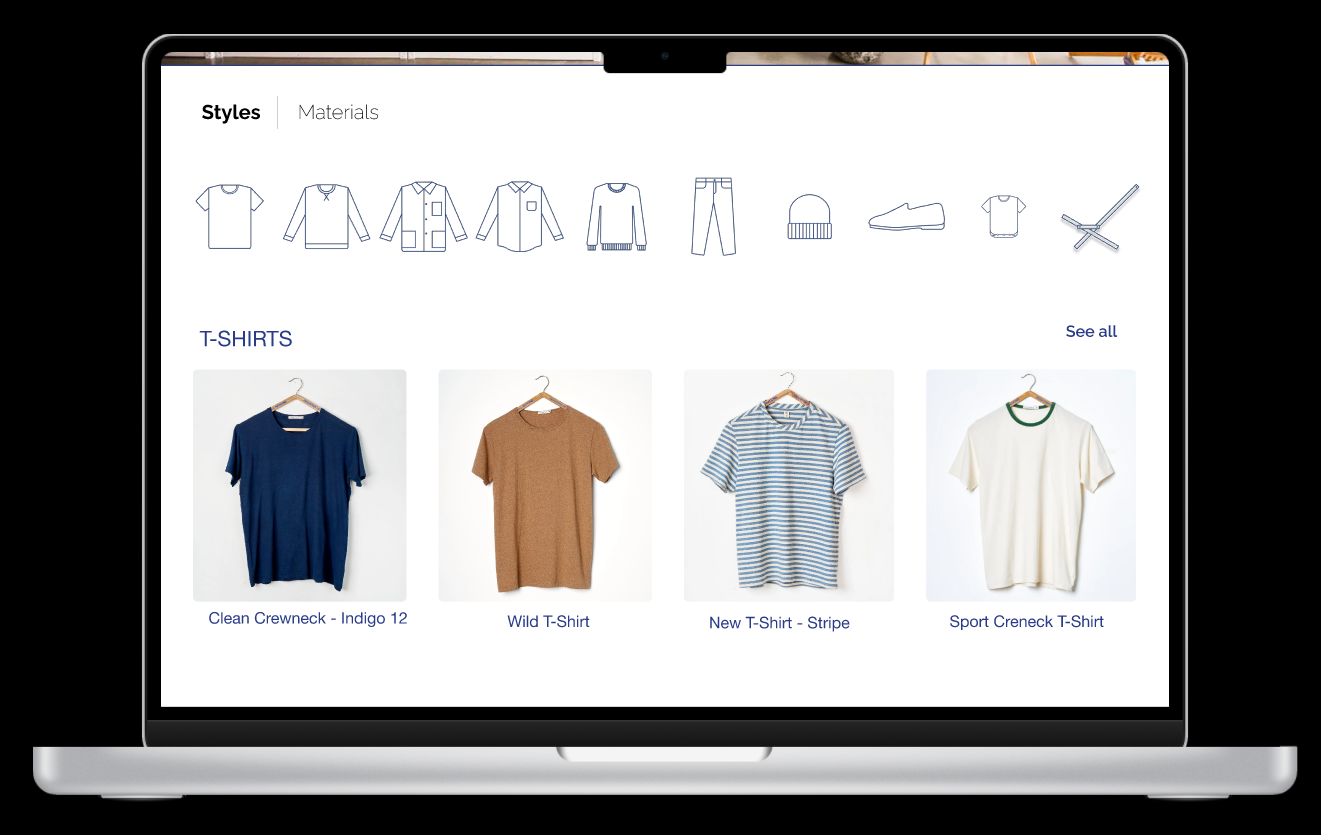 Styles
Materials
T-SHIRTS
See all
Clean Crewneck - Indigo 12
Wild T-Shirt
New T-Shirt - Stripe
Sport Creneck T-Shirt